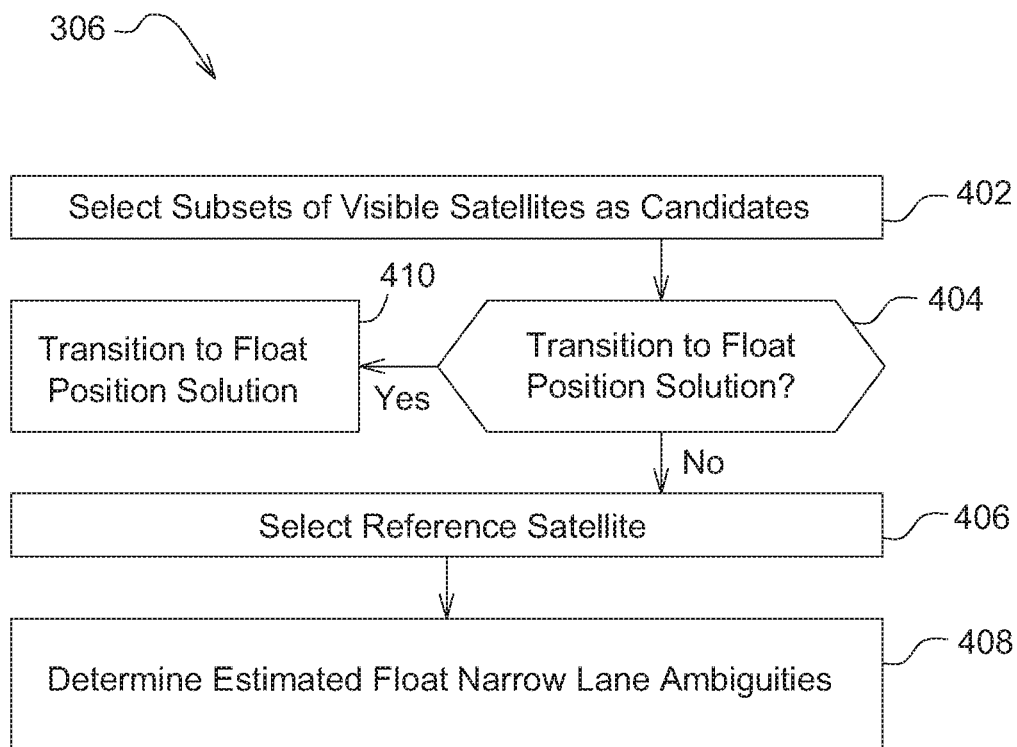 306
Select Subsets of Visible Satellites as Candidates
402
410
404
Transition to Float
Position Solution
Yes
Transition to Float
Position Solution?
No
Select Reference Satellite
406
Determine Estimated Float Narrow Lane Ambiguities
408